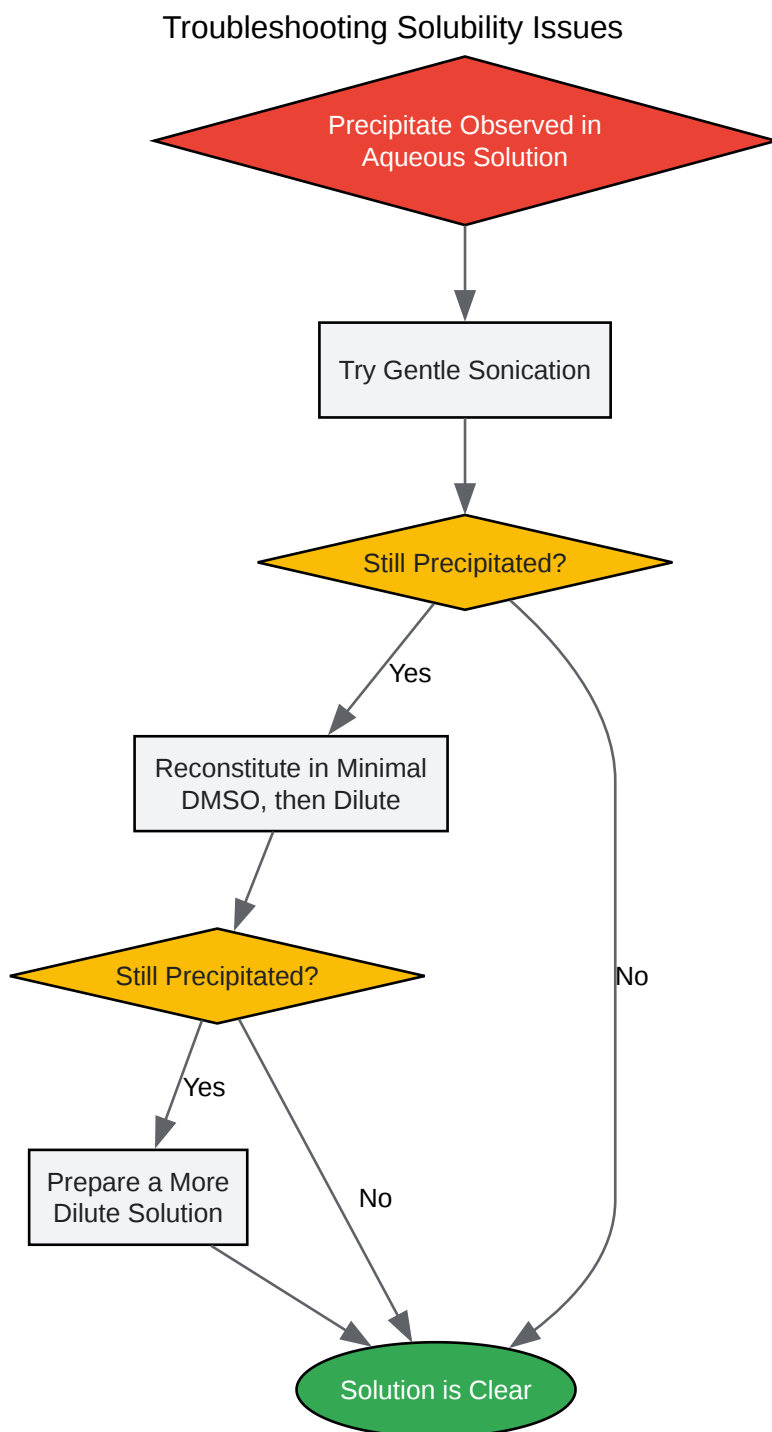 Troubleshooting Solubility Issues
Precipitate Observed in
Aqueous Solution
Try Gentle Sonication
Still Precipitated?
Yes
Reconstitute in Minimal
DMSO, then Dilute
Still Precipitated?
No
Yes
Prepare a More
Dilute Solution
No
Solution is Clear